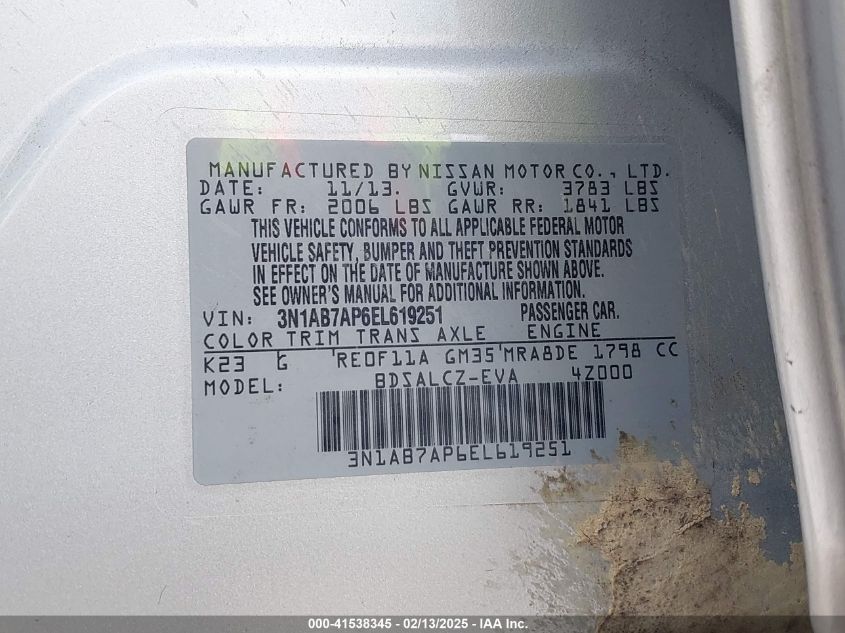 MANUFACTURED BY NISSAN MOTOR CO., LTD.
DATE: 11/13. GVWR: 3783 LBS
GAWR FR: 2006 LBS GAWR RR: 1841 LBS
THIS VEHICLE CONFORMS TO ALL APPLICABLE FEDERAL MOTOR
VEHICLE SAFETY, BUMPER AND THEFT PREVENTION STANDARDS
IN EFFECT ON THE DATE OF MANUFACTURE SHOWN ABOVE.
SEE OWNER'S MANUAL FOR ADDITIONAL INFORMATION.
VIN: 3N1AB7AP6EL619251 PASSENGER CAR.
COLOR TRIM TRANS AXLE ENGINE
K23 G RE0F11A GM35 MRA8DE 1798 CC
MODEL: BDSALCZ-EVA 4Z000
3N1AB7AP6EL619251
000-41538345 - 02/13/2025 - IAA Inc.